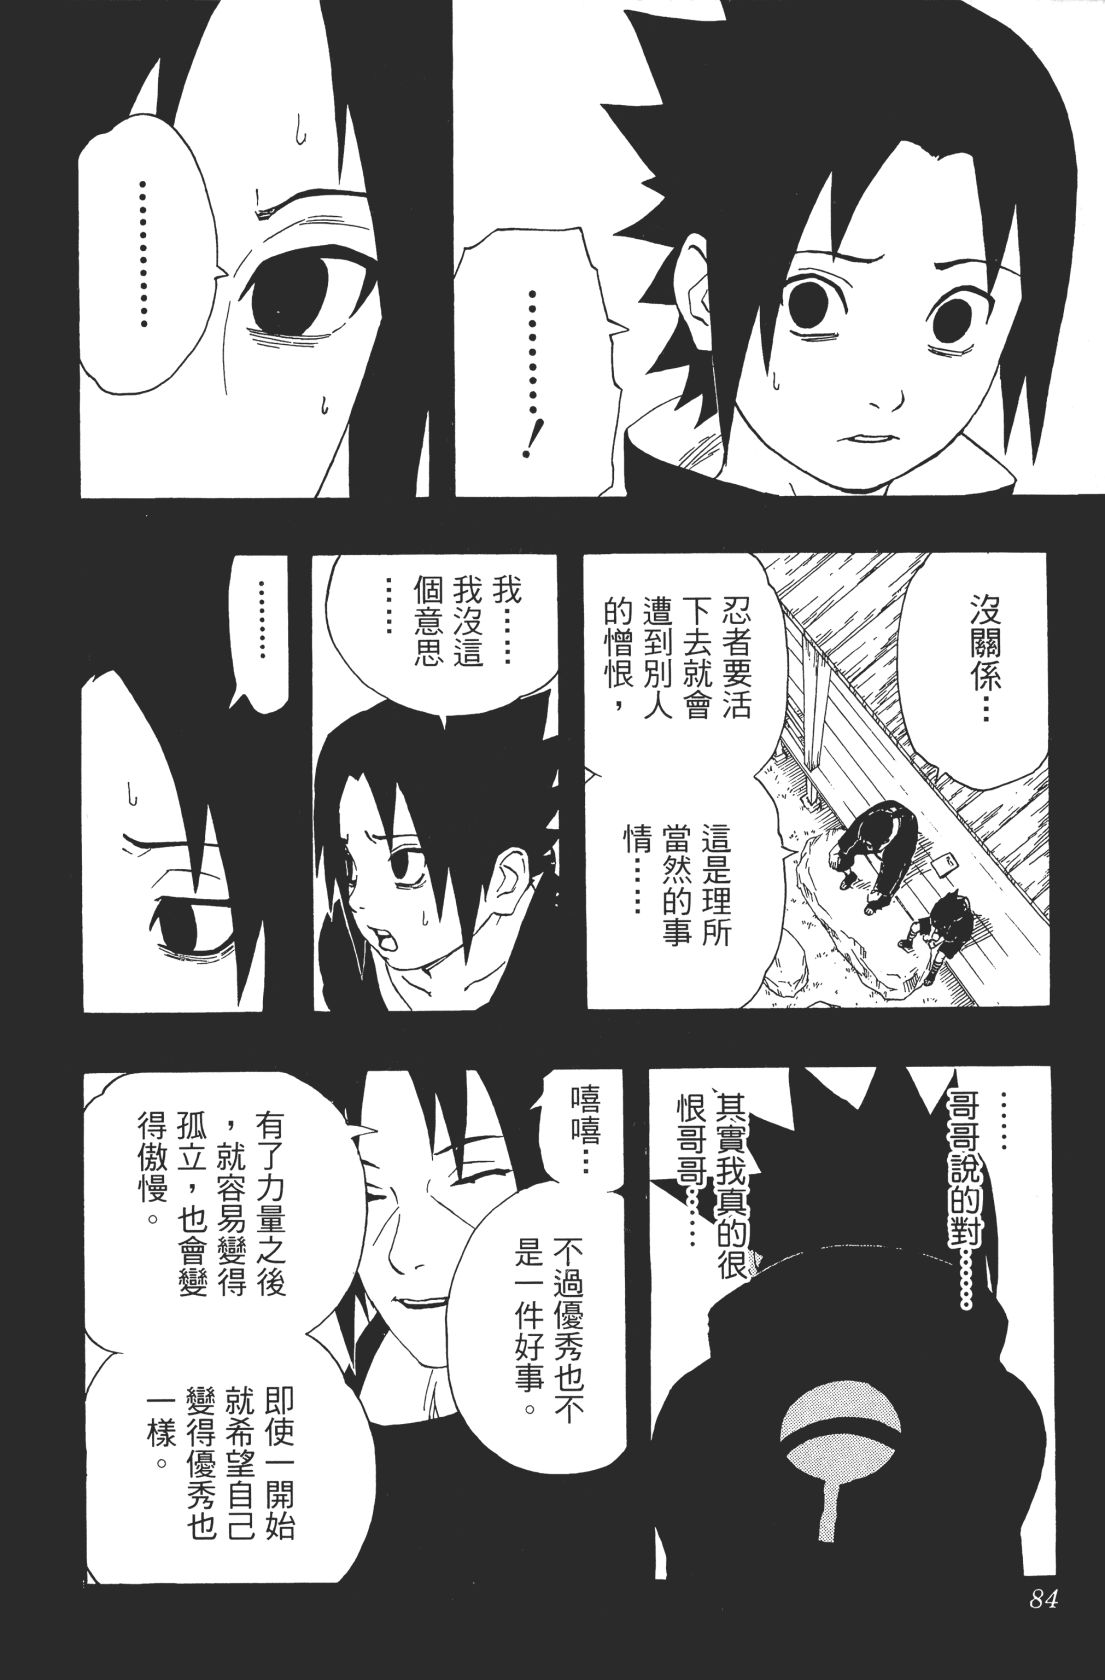 …………！
…………
沒關係…
忍者要活
下去就會
遭到別人
的憎恨，
這是理所
當然的事
情……
我……
我沒這
個意思
……
………
……
哥哥說的對……
其實我真的很
恨哥哥……
嘻嘻…
不過優秀也不
是一件好事。
有了力量之後
，就容易變得
孤立，也會變
得傲慢。
即使一開始
就希望自己
變得優秀也
一樣。
84